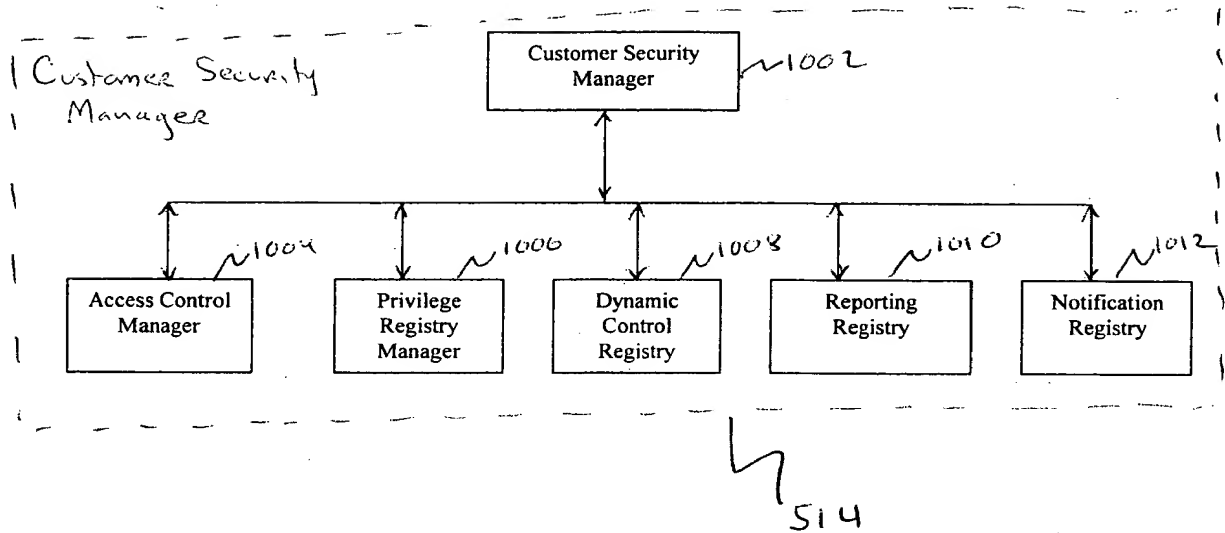 Customer Security
Manager
Customer Security
Manager
1002
1004
1006
1008
1010
1012
Access Control
Manager
Privilege
Registry
Manager
Dynamic
Control
Registry
Reporting
Registry
Notification
Registry
514